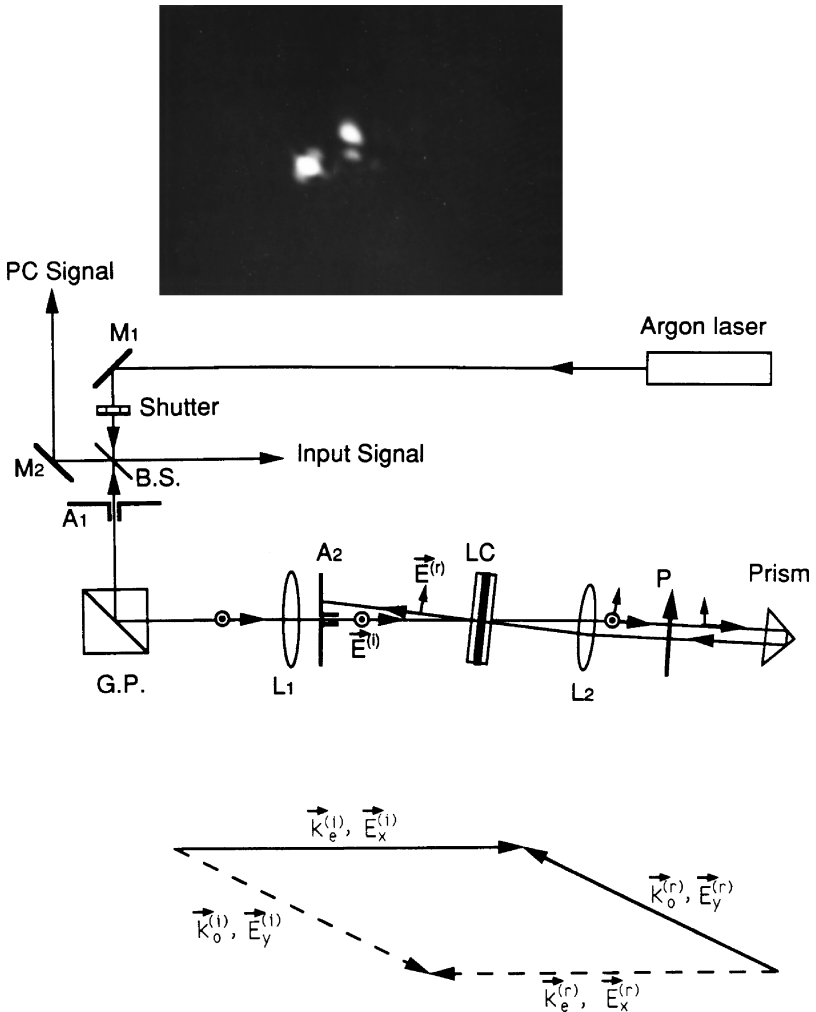 PC Signal
M1
Argon laser
Shutter
M2
B.S.
Input Signal
A1
A2
E⃗(r)
LC
P
Prism
E⃗(i)
G.P.
L1
L2
k⃗e(i), E⃗x(i)
k⃗o(i), E⃗y(i)
k⃗o(r), E⃗y(r)
k⃗e(r), E⃗x(r)